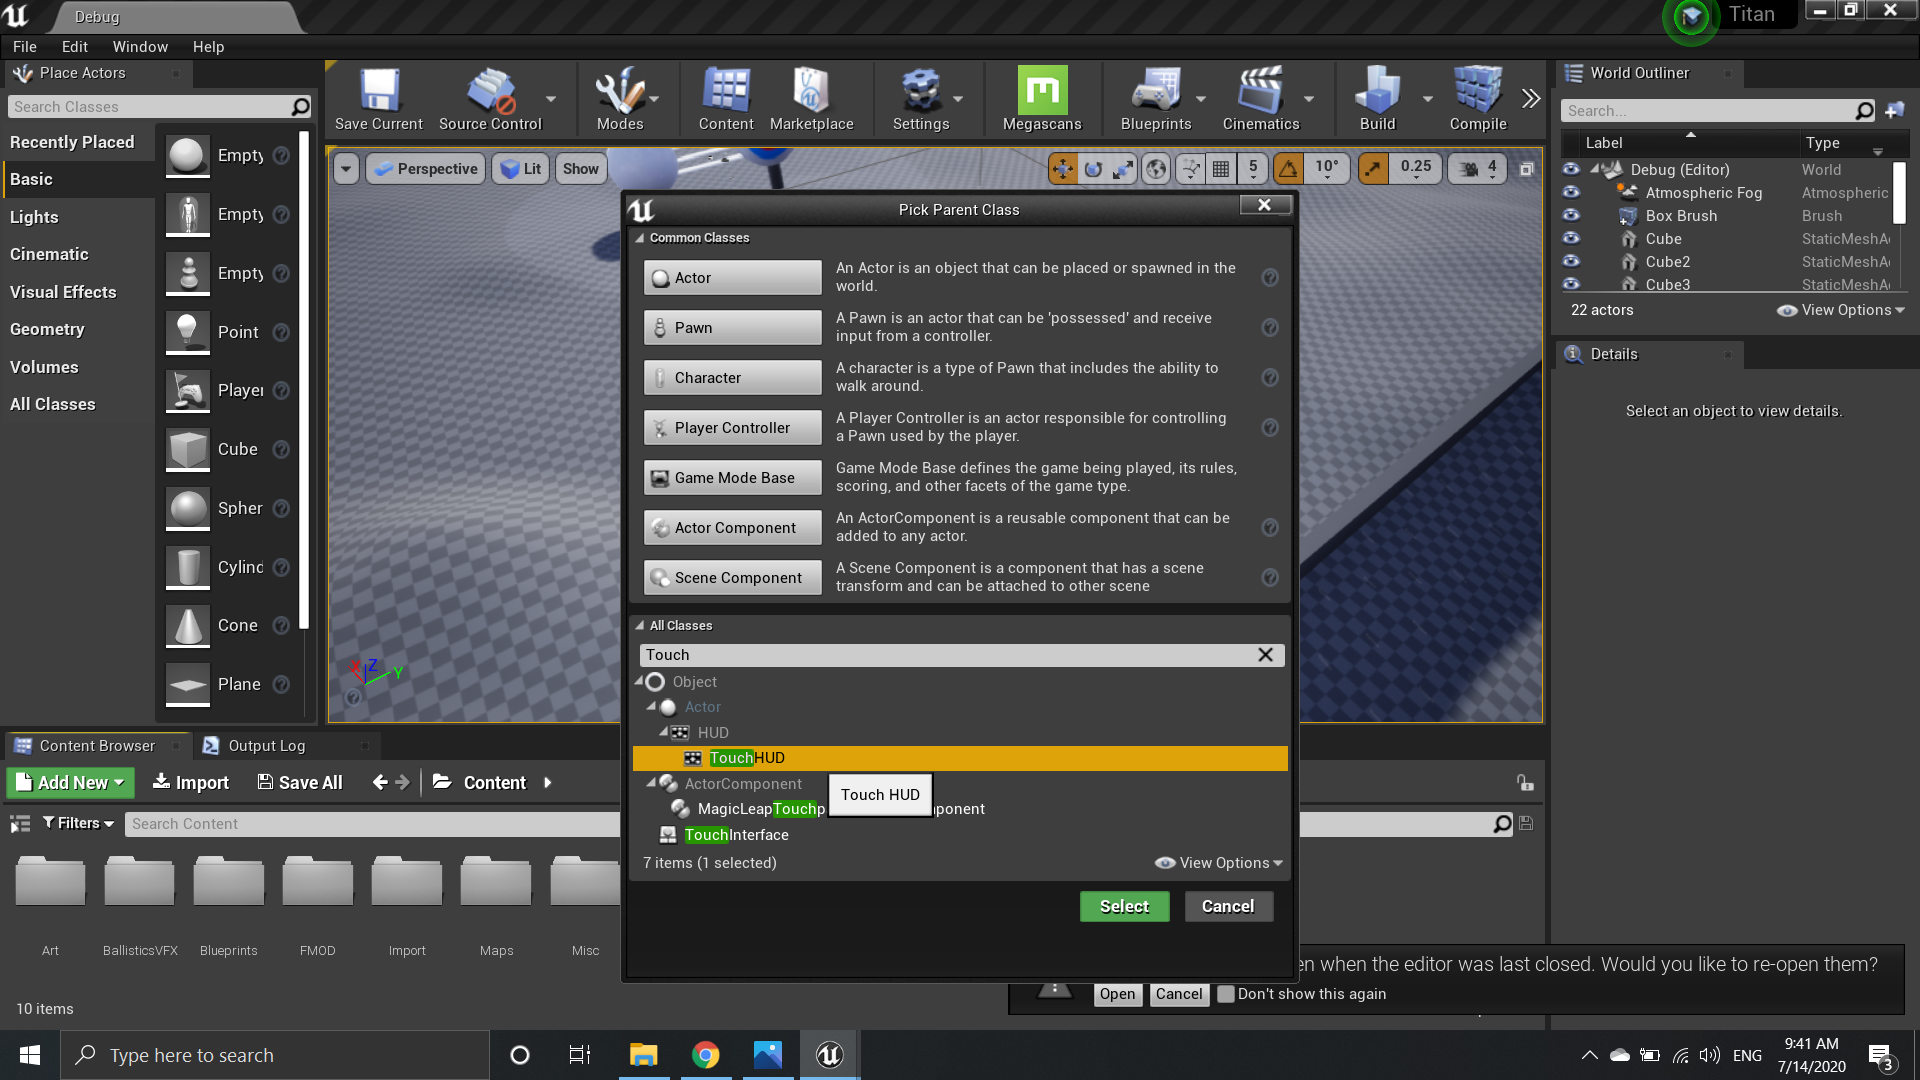 Debug
Titan
File Edit Window Help
Place Actors
Search Classes
Recently Placed
Basic
Lights
Cinematic
Visual Effects
Geometry
Volumes
All Classes
Empty
Empty
Empty
Point
Player
Cube
Spher
Cylind
Cone
Plane
Save Current
Source Control
Modes
Content
Marketplace
Settings
Megascans
Blueprints
Cinematics
Build
Compile
Perspective
Lit
Show
5
10°
0.25
4
X Z Y
World Outliner
Search...
Label Type
Debug (Editor) World
Atmospheric Fog Atmospheric
Box Brush Brush
Cube StaticMeshA
Cube2 StaticMeshA
Cube3 StaticMeshA
22 actors View Options
Details
Select an object to view details.
Pick Parent Class
Common Classes
Actor
An Actor is an object that can be placed or spawned in the
world.
Pawn
A Pawn is an actor that can be 'possessed' and receive
input from a controller.
Character
A character is a type of Pawn that includes the ability to
walk around.
Player Controller
A Player Controller is an actor responsible for controlling
a Pawn used by the player.
Game Mode Base
Game Mode Base defines the game being played, its rules,
scoring, and other facets of the game type.
Actor Component
An ActorComponent is a reusable component that can be
added to any actor.
Scene Component
A Scene Component is a component that has a scene
transform and can be attached to other scene
All Classes
Touch
Object
Actor
HUD
TouchHUD
ActorComponent
Touch HUD
MagicLeapTouchp ponent
TouchInterface
7 items (1 selected) View Options
Select Cancel
Content Browser
Output Log
Add New Import Save All Content
Filters Search Content
Art
BallisticsVFX
Blueprints
FMOD
Import
Maps
Misc
10 items
en when the editor was last closed. Would you like to re-open them?
Open Cancel Don't show this again
Type here to search
ENG
9:41 AM
7/14/2020
3